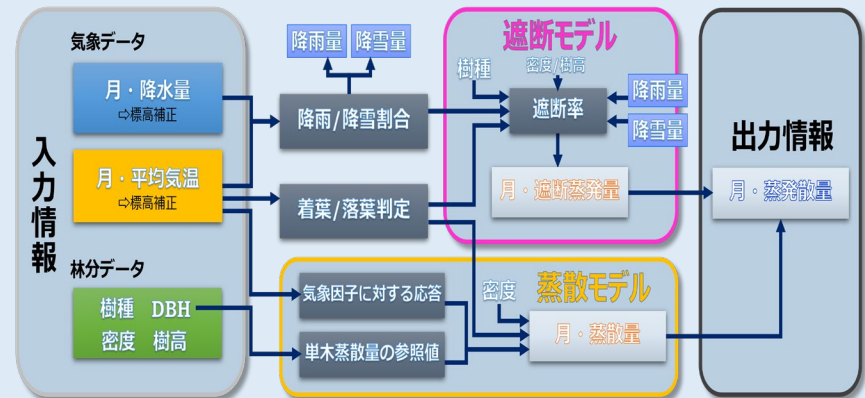 入力情報
気象データ
月・降水量
⇨標高補正
月・平均気温
⇨標高補正
林分データ
樹種 DBH
密度 樹高
降雨量
降雪量
降雨/降雪割合
着葉/落葉判定
遮断モデル
樹種
密度/樹高
遮断率
降雨量
降雪量
月・遮断蒸発量
蒸散モデル
気象因子に対する応答
単木蒸散量の参照値
密度
月・蒸散量
出力情報
月・蒸発散量